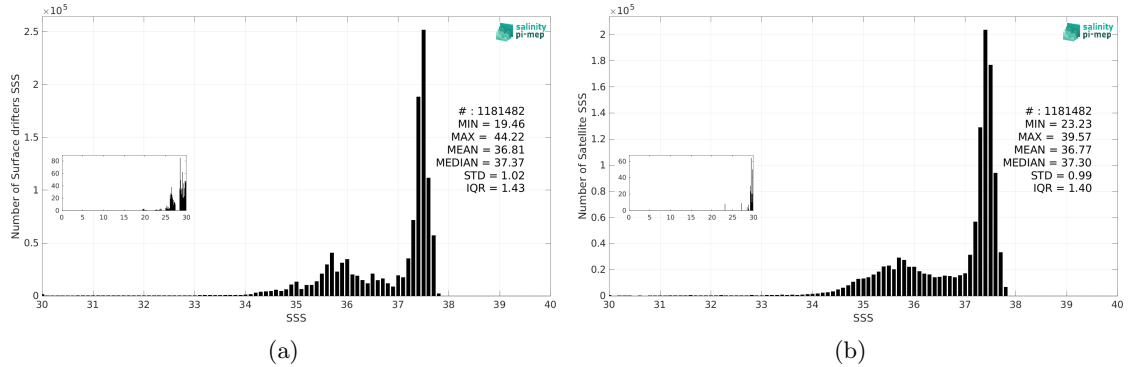 ×10⁵
2.5
2
1.5
1
0.5
0
Number of Surface drifters SSS
salinity
pi-mep
# : 1181482
MIN = 19.46
MAX = 44.22
MEAN = 36.81
MEDIAN = 37.37
STD = 1.02
IQR = 1.43
80
60
40
20
0
0 5 10 15 20 25 30
30 31 32 33 34 35 36 37 38 39 40
SSS
(a)
×10⁵
2
1.8
1.6
1.4
1.2
1
0.8
0.6
0.4
0.2
0
Number of Satellite SSS
salinity
pi-mep
# : 1181482
MIN = 23.23
MAX = 39.57
MEAN = 36.77
MEDIAN = 37.30
STD = 0.99
IQR = 1.40
60
40
20
0
0 5 10 15 20 25 30
30 31 32 33 34 35 36 37 38 39 40
SSS
(b)